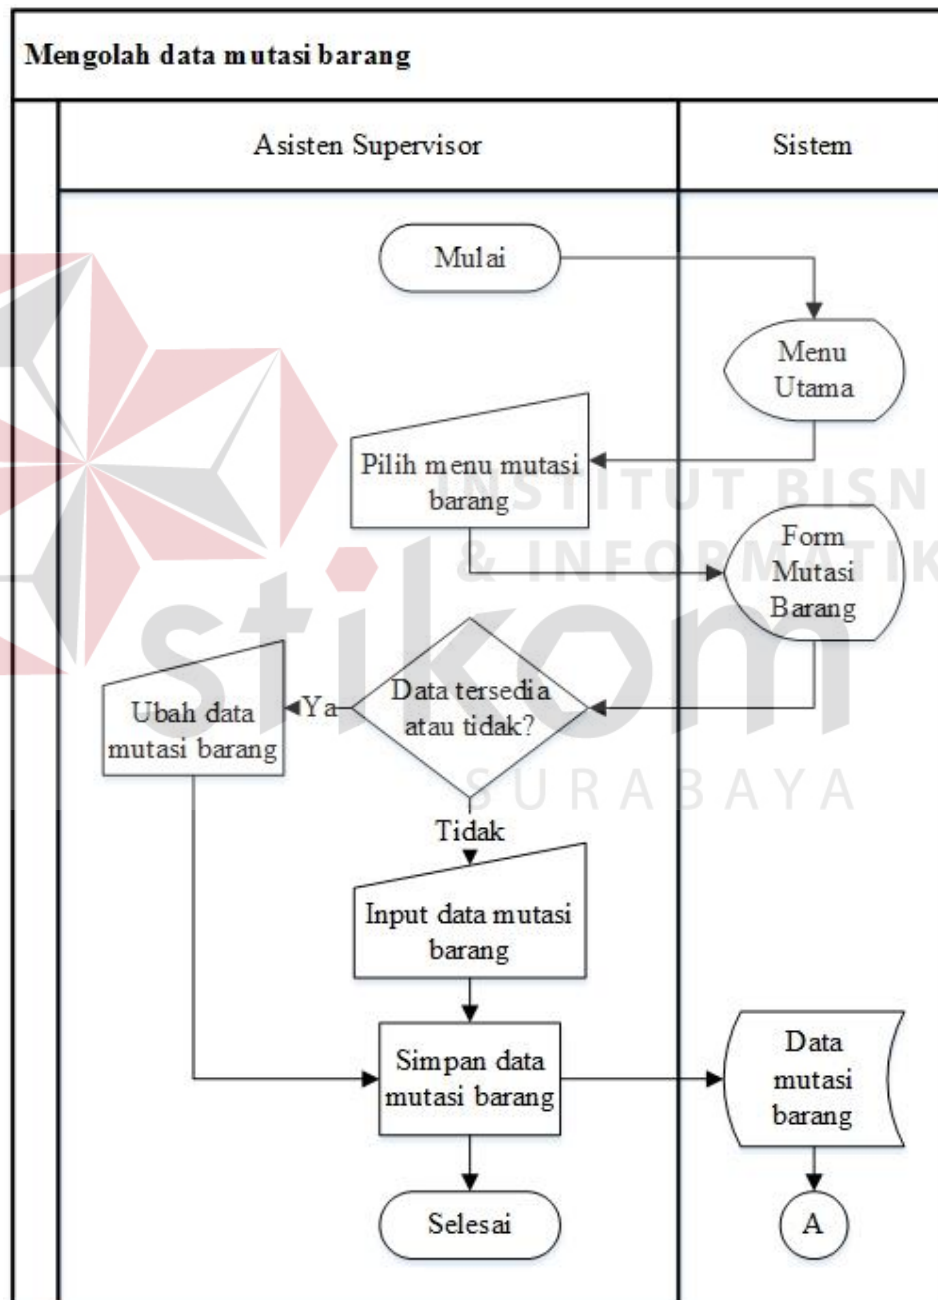 Mengolah data mutasi barang
Asisten Supervisor
Sistem
Mulai
Menu
Utama
Pilih menu mutasi
barang
Form
Mutasi
Barang
Data tersedia
atau tidak?
Ya
Ubah data
mutasi barang
Tidak
Input data mutasi
barang
Simpan data
mutasi barang
Data
mutasi
barang
Selesai
A
INSTITUT BISN
& INFORMATIK
stikom
SURABAYA